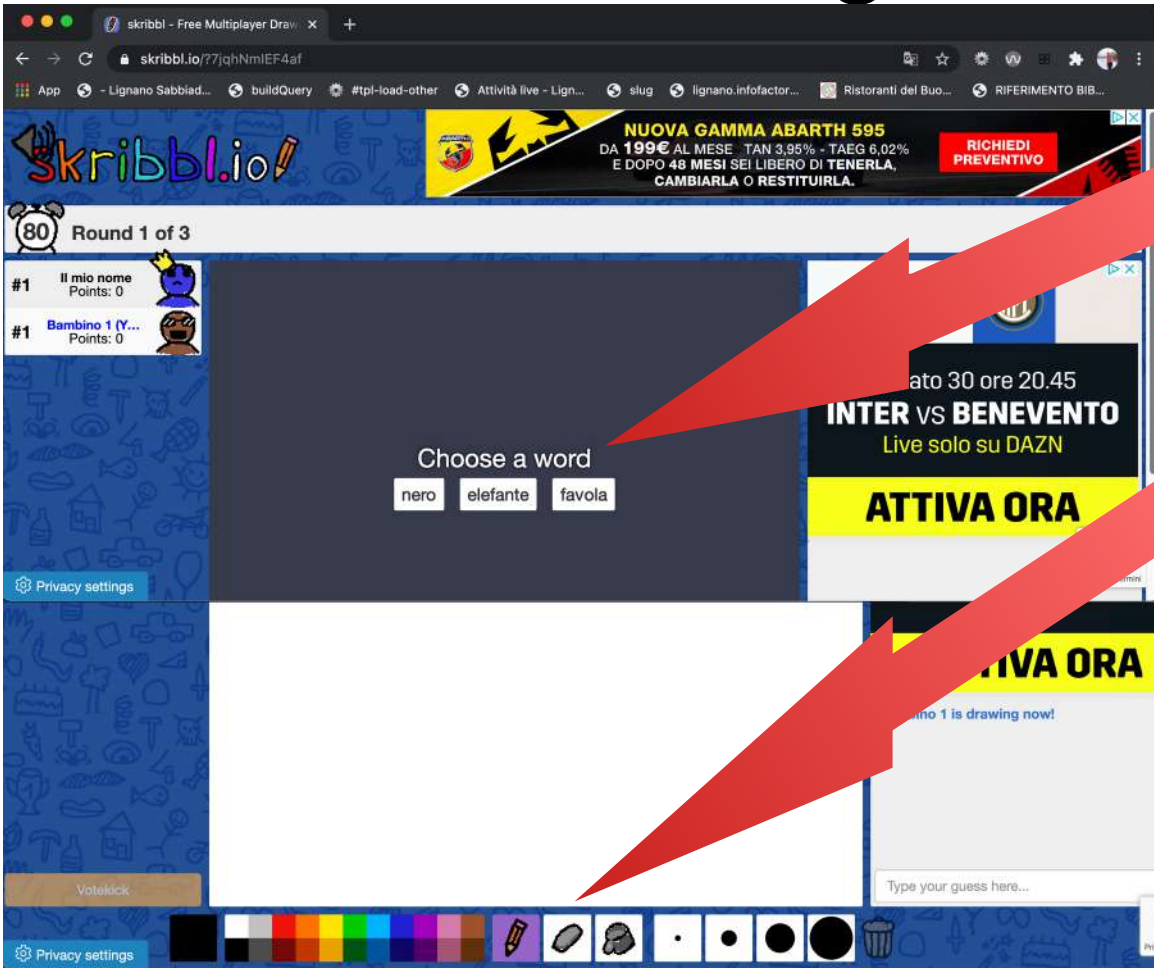 skribbl - Free Multiplayer Draw
skribbl.io/?7jqhNmIEF4af
App
- Lignano Sabbiad...
buildQuery
#tpl-load-other
Attività live - Lign...
slug
lignano.infofactor...
Ristoranti del Buo...
RIFERIMENTO BIB...
Skribbl.io!
NUOVA GAMMA ABARTH 595
DA 199€ AL MESE TAN 3,95% - TAEG 6,02%
E DOPO 48 MESI SEI LIBERO DI TENERLA,
CAMBIARLA O RESTITUIRLA.
RICHIEDI
PREVENTIVO
80
Round 1 of 3
#1
Il mio nome
Points: 0
#1
Bambino 1 (Y...
Points: 0
Choose a word
nero
elefante
favola
ato 30 ore 20.45
INTER VS BENEVENTO
Live solo su DAZN
ATTIVA ORA
Privacy settings
IVA ORA
1 is drawing now!
Votekick
Type your guess here...
Privacy settings